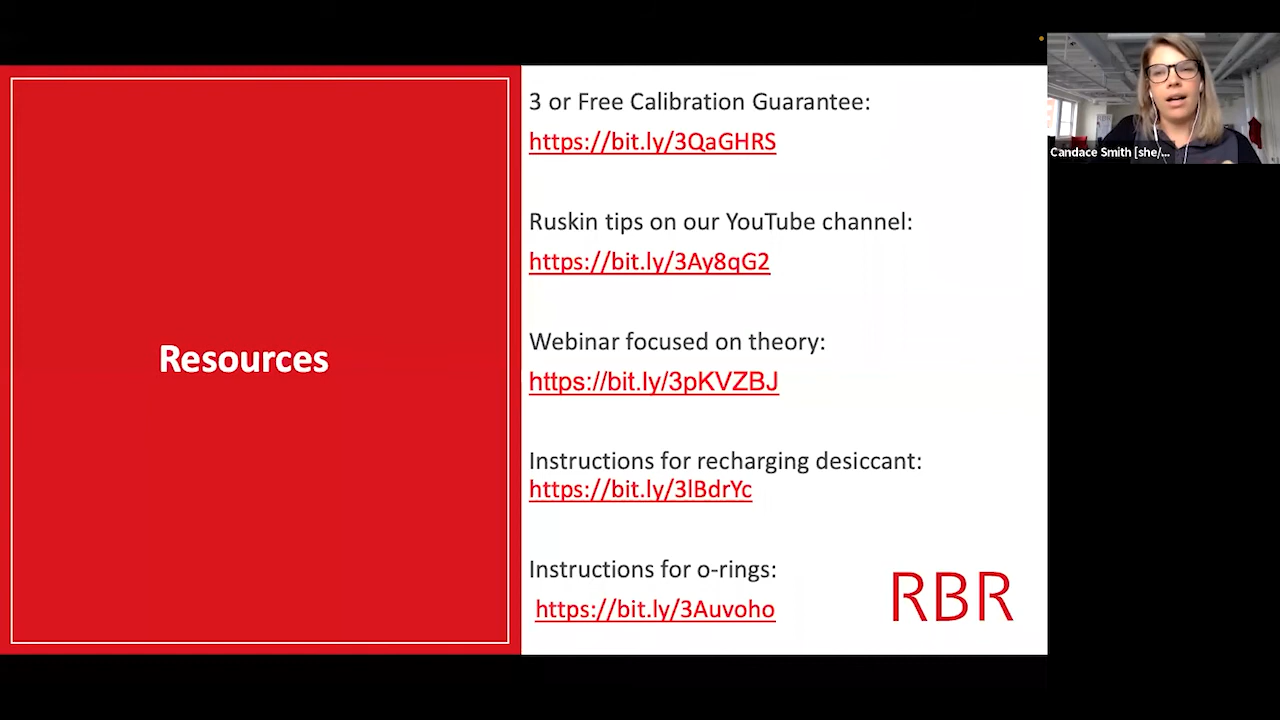 Resources
3 or Free Calibration Guarantee:
https://bit.ly/3QaGHRS
Ruskin tips on our YouTube channel:
https://bit.ly/3Ay8qG2
Webinar focused on theory:
https://bit.ly/3pKVZBJ
Instructions for recharging desiccant:
https://bit.ly/3lBdrYc
Instructions for o-rings:
https://bit.ly/3Auvoho
RBR
Candace Smith [she/...